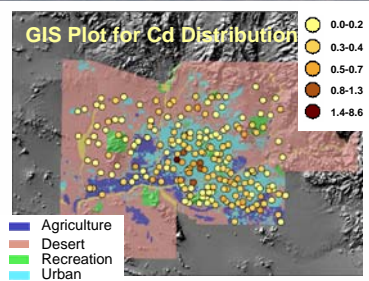 GIS Plot for Cd Distribution
0.0-0.2
0.3-0.4
0.5-0.7
0.8-1.3
1.4-8.6
Agriculture
Desert
Recreation
Urban